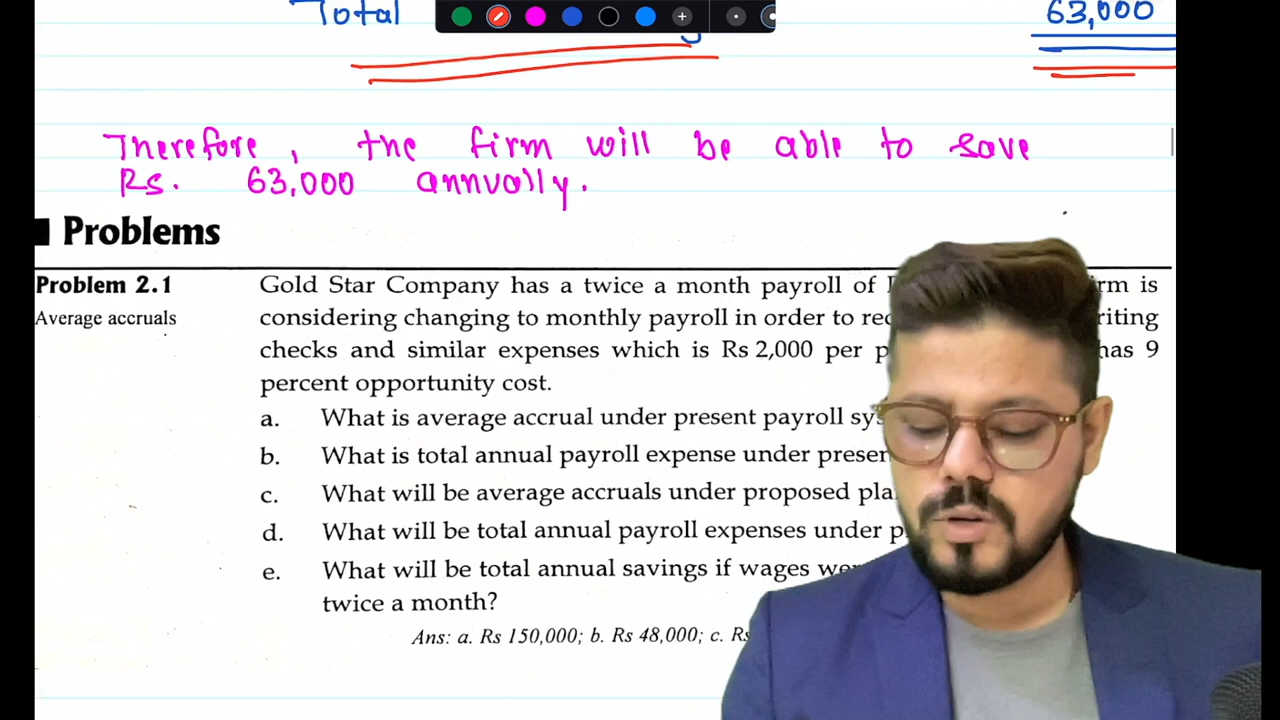 Total 63,000
Therefore, the firm will be able to save
Rs. 63,000 annually.
Problems
Problem 2.1 Gold Star Company has a twice a month payroll of rm is
Average accruals considering changing to monthly payroll in order to re riting
checks and similar expenses which is Rs 2,000 per p has 9
percent opportunity cost.
a. What is average accrual under present payroll sys
b. What is total annual payroll expense under presen
c. What will be average accruals under proposed pla
d. What will be total annual payroll expenses under p
e. What will be total annual savings if wages we
twice a month?
Ans: a. Rs 150,000; b. Rs 48,000; c. Rs